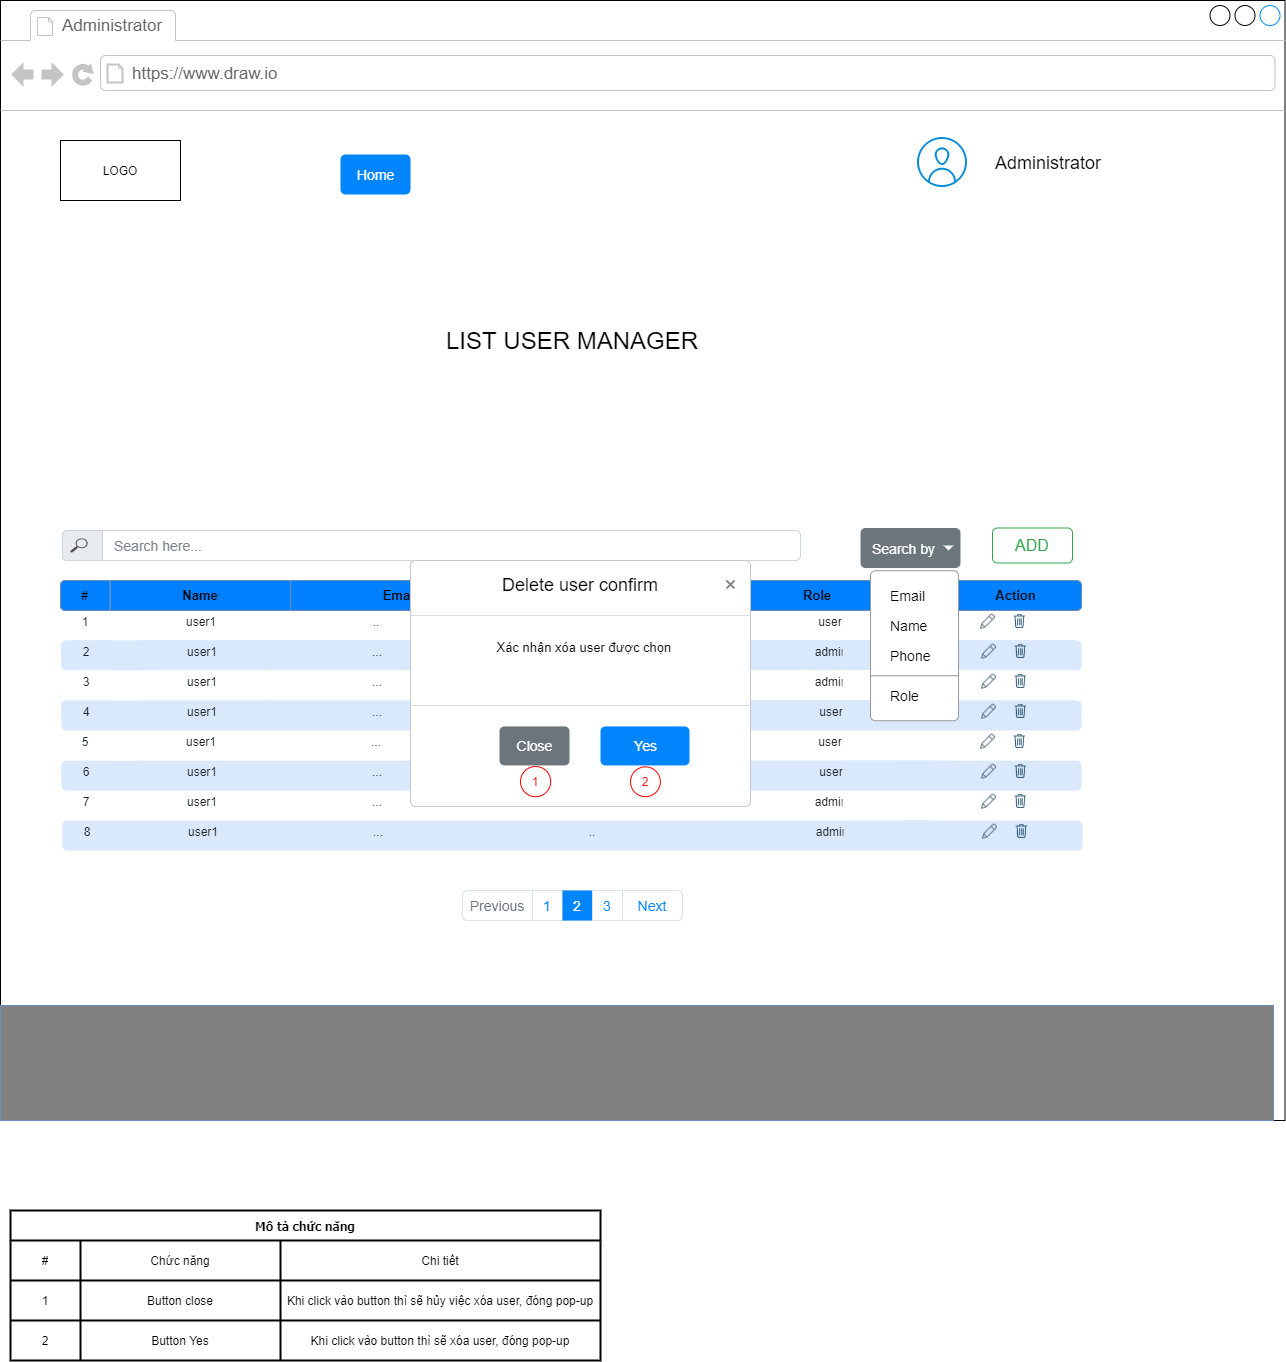 Administrator
https://www.draw.io
LOGO
Home
Administrator
LIST USER MANAGER
Search here...
Search by
ADD
Delete user confirm ×
# Name Ema Role Action
Email
Name
Phone
Role
Xác nhận xóa user được chọn
Close Yes
1 2
1 user1 .. user
2 user1 ... admi
3 user1 ... admi
4 user1 ... user
5 user1 ... user
6 user1 ... user
7 user1 ... admi
8 user1 ... .. admi
Previous 1 2 3 Next
Mô tả chức năng
# Chức năng Chi tiết
1 Button close Khi click vào button thì sẽ hủy việc xóa user, đóng pop-up
2 Button Yes Khi click vào button thì sẽ xóa user, đóng pop-up